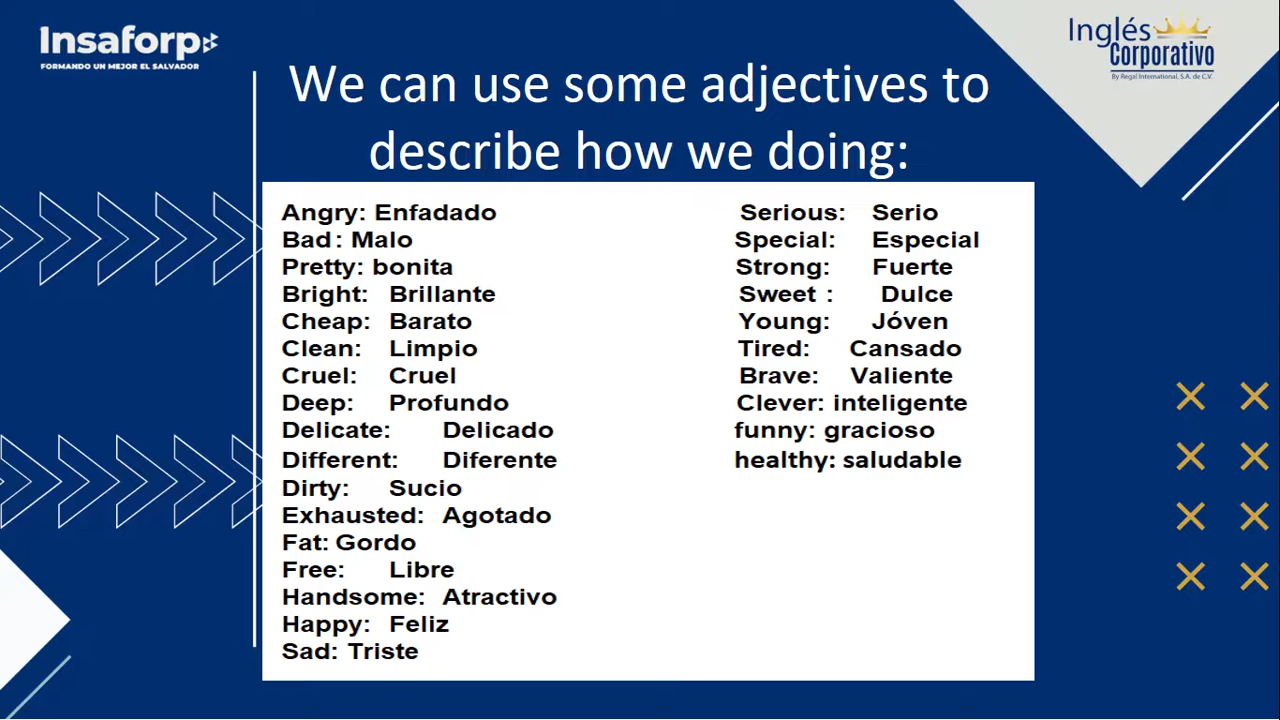 Insaforp
FORMANDO UN MEJOR EL SALVADOR
Inglés
Corporativo
By Regal International, S.A. de C.V.
We can use some adjectives to
describe how we doing:
Angry: Enfadado
Bad : Malo
Pretty: bonita
Bright: Brillante
Cheap: Barato
Clean: Limpio
Cruel: Cruel
Deep: Profundo
Delicate: Delicado
Different: Diferente
Dirty: Sucio
Exhausted: Agotado
Fat: Gordo
Free: Libre
Handsome: Atractivo
Happy: Feliz
Sad: Triste
Serious: Serio
Special: Especial
Strong: Fuerte
Sweet : Dulce
Young: Jóven
Tired: Cansado
Brave: Valiente
Clever: inteligente
funny: gracioso
healthy: saludable